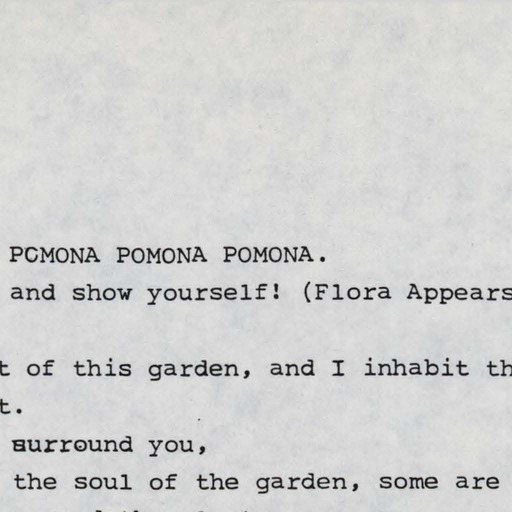 PCMONA POMONA POMONA.
and show yourself! (Flora Appears
t of this garden, and I inhabit th
t.
surround you,
the soul of the garden, some are